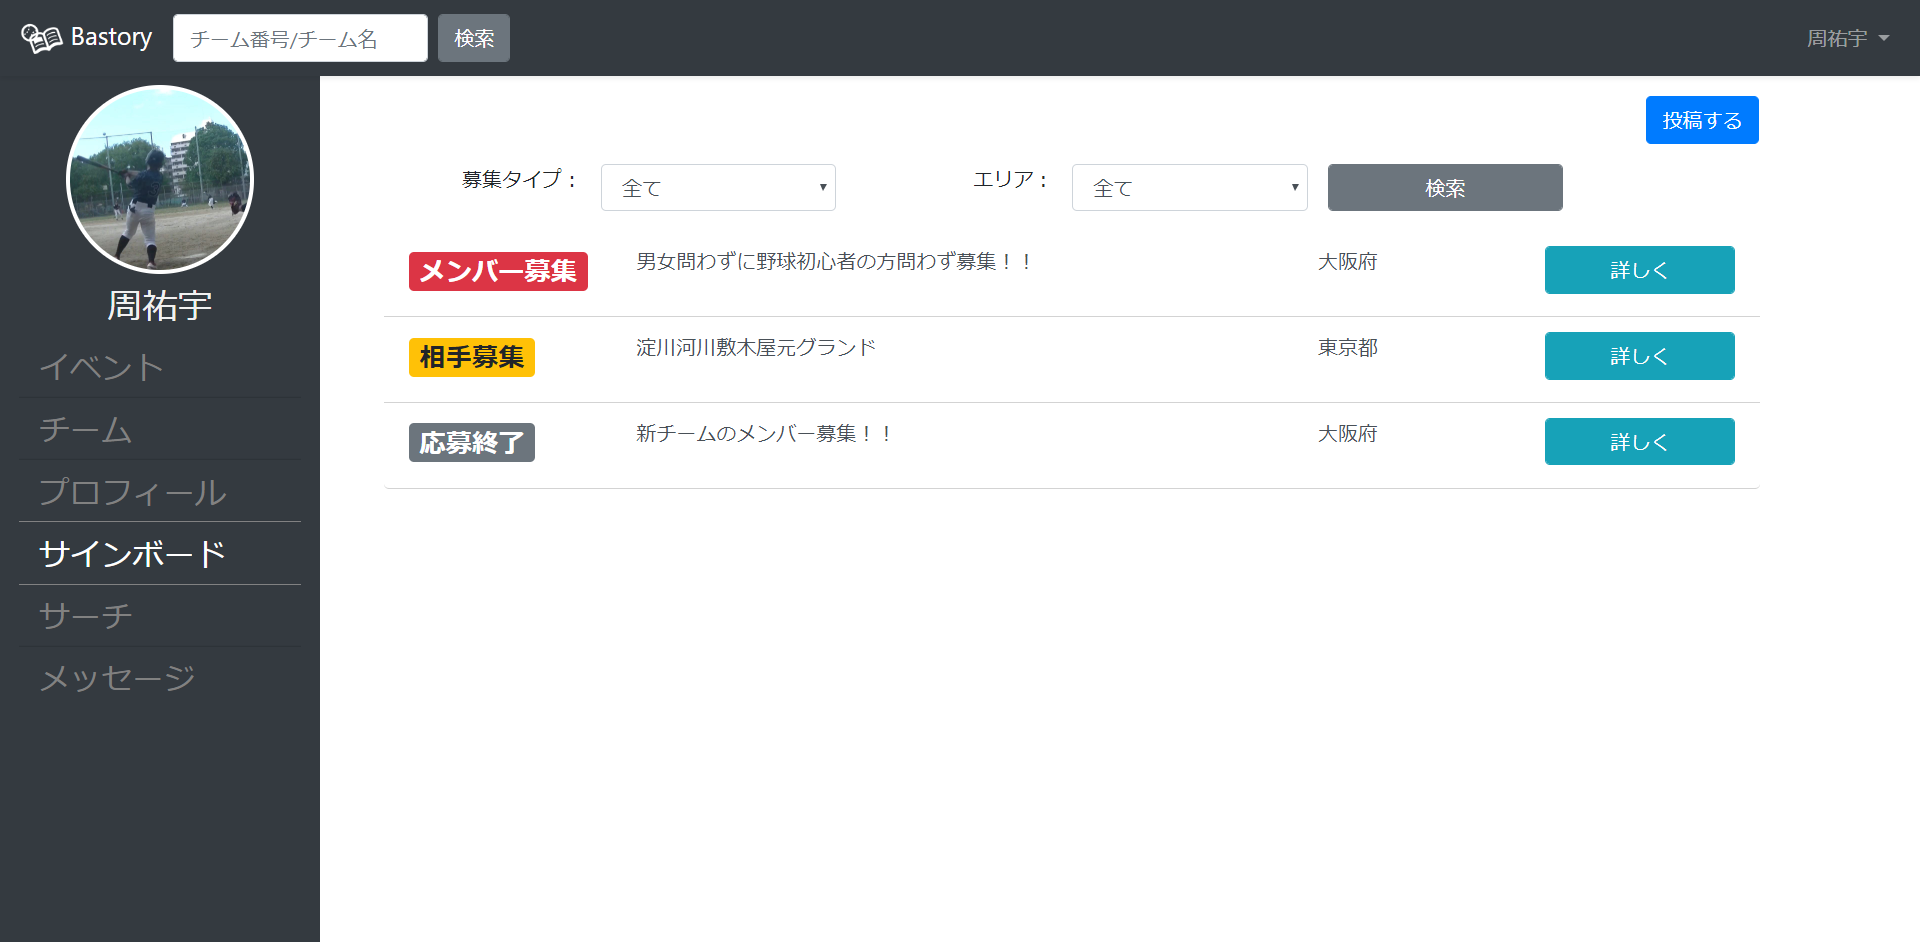 Bastory
チーム番号/チーム名
検索
周祐宇
周祐宇
イベント
チーム
プロフィール
サインボード
サーチ
メッセージ
投稿する
募集タイプ：
全て
エリア：
全て
検索
メンバー募集 男女問わずに野球初心者の方問わず募集！！ 大阪府 詳しく
相手募集 淀川河川敷木屋元グランド 東京都 詳しく
応募終了 新チームのメンバー募集！！ 大阪府 詳しく